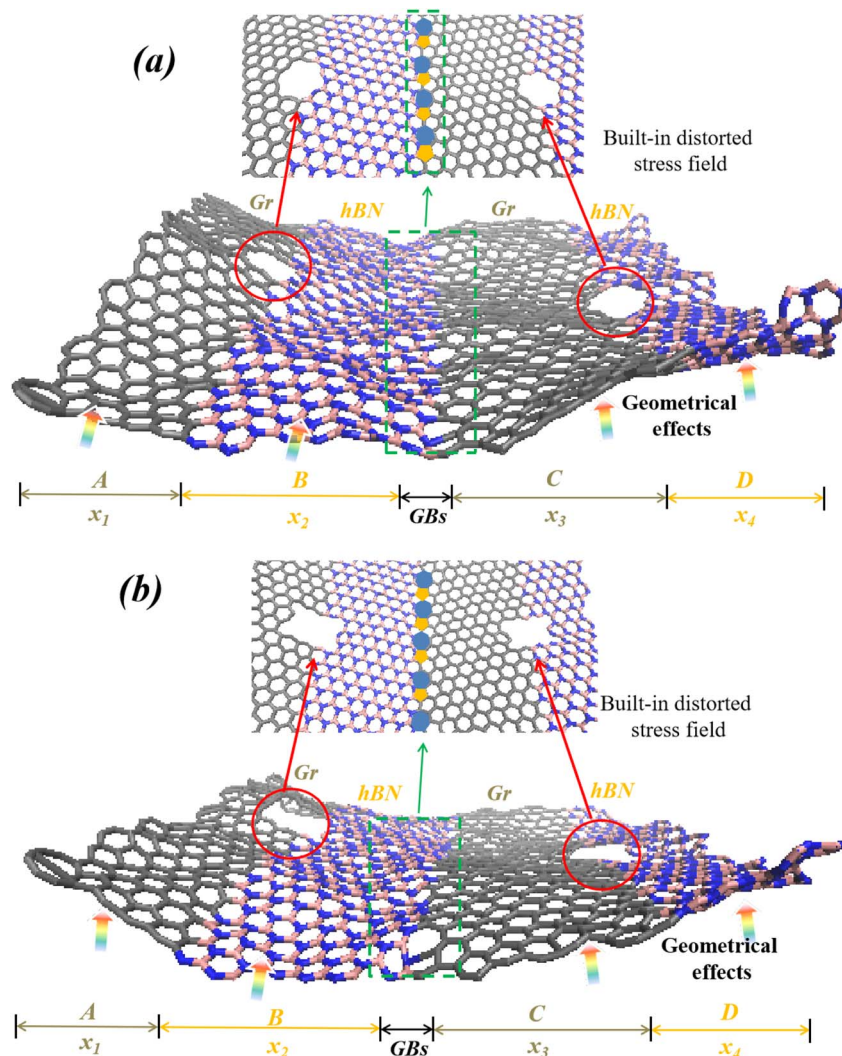 (a)
Built-in distorted
stress field
Gr
hBN
Gr
hBN
Geometrical
effects
A
B
C
D
x1
x2
GBs
x3
x4
(b)
Built-in distorted
stress field
Gr
hBN
Gr
hBN
Geometrical
effects
A
B
C
D
x1
x2
GBs
x3
x4